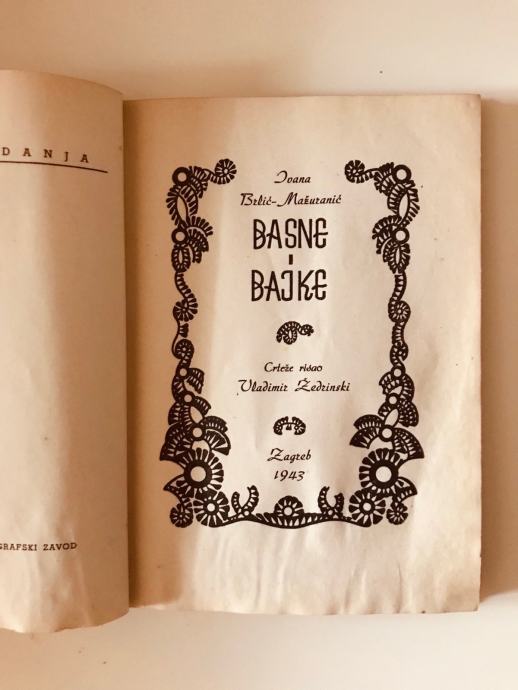 DANJA
GRAFSKI ZAVOD
Ivana
Brlić-Mažuranić
BASNE
I
BAJKE
Crteže risao
Vladimir Žedrinski
Zagreb
1943